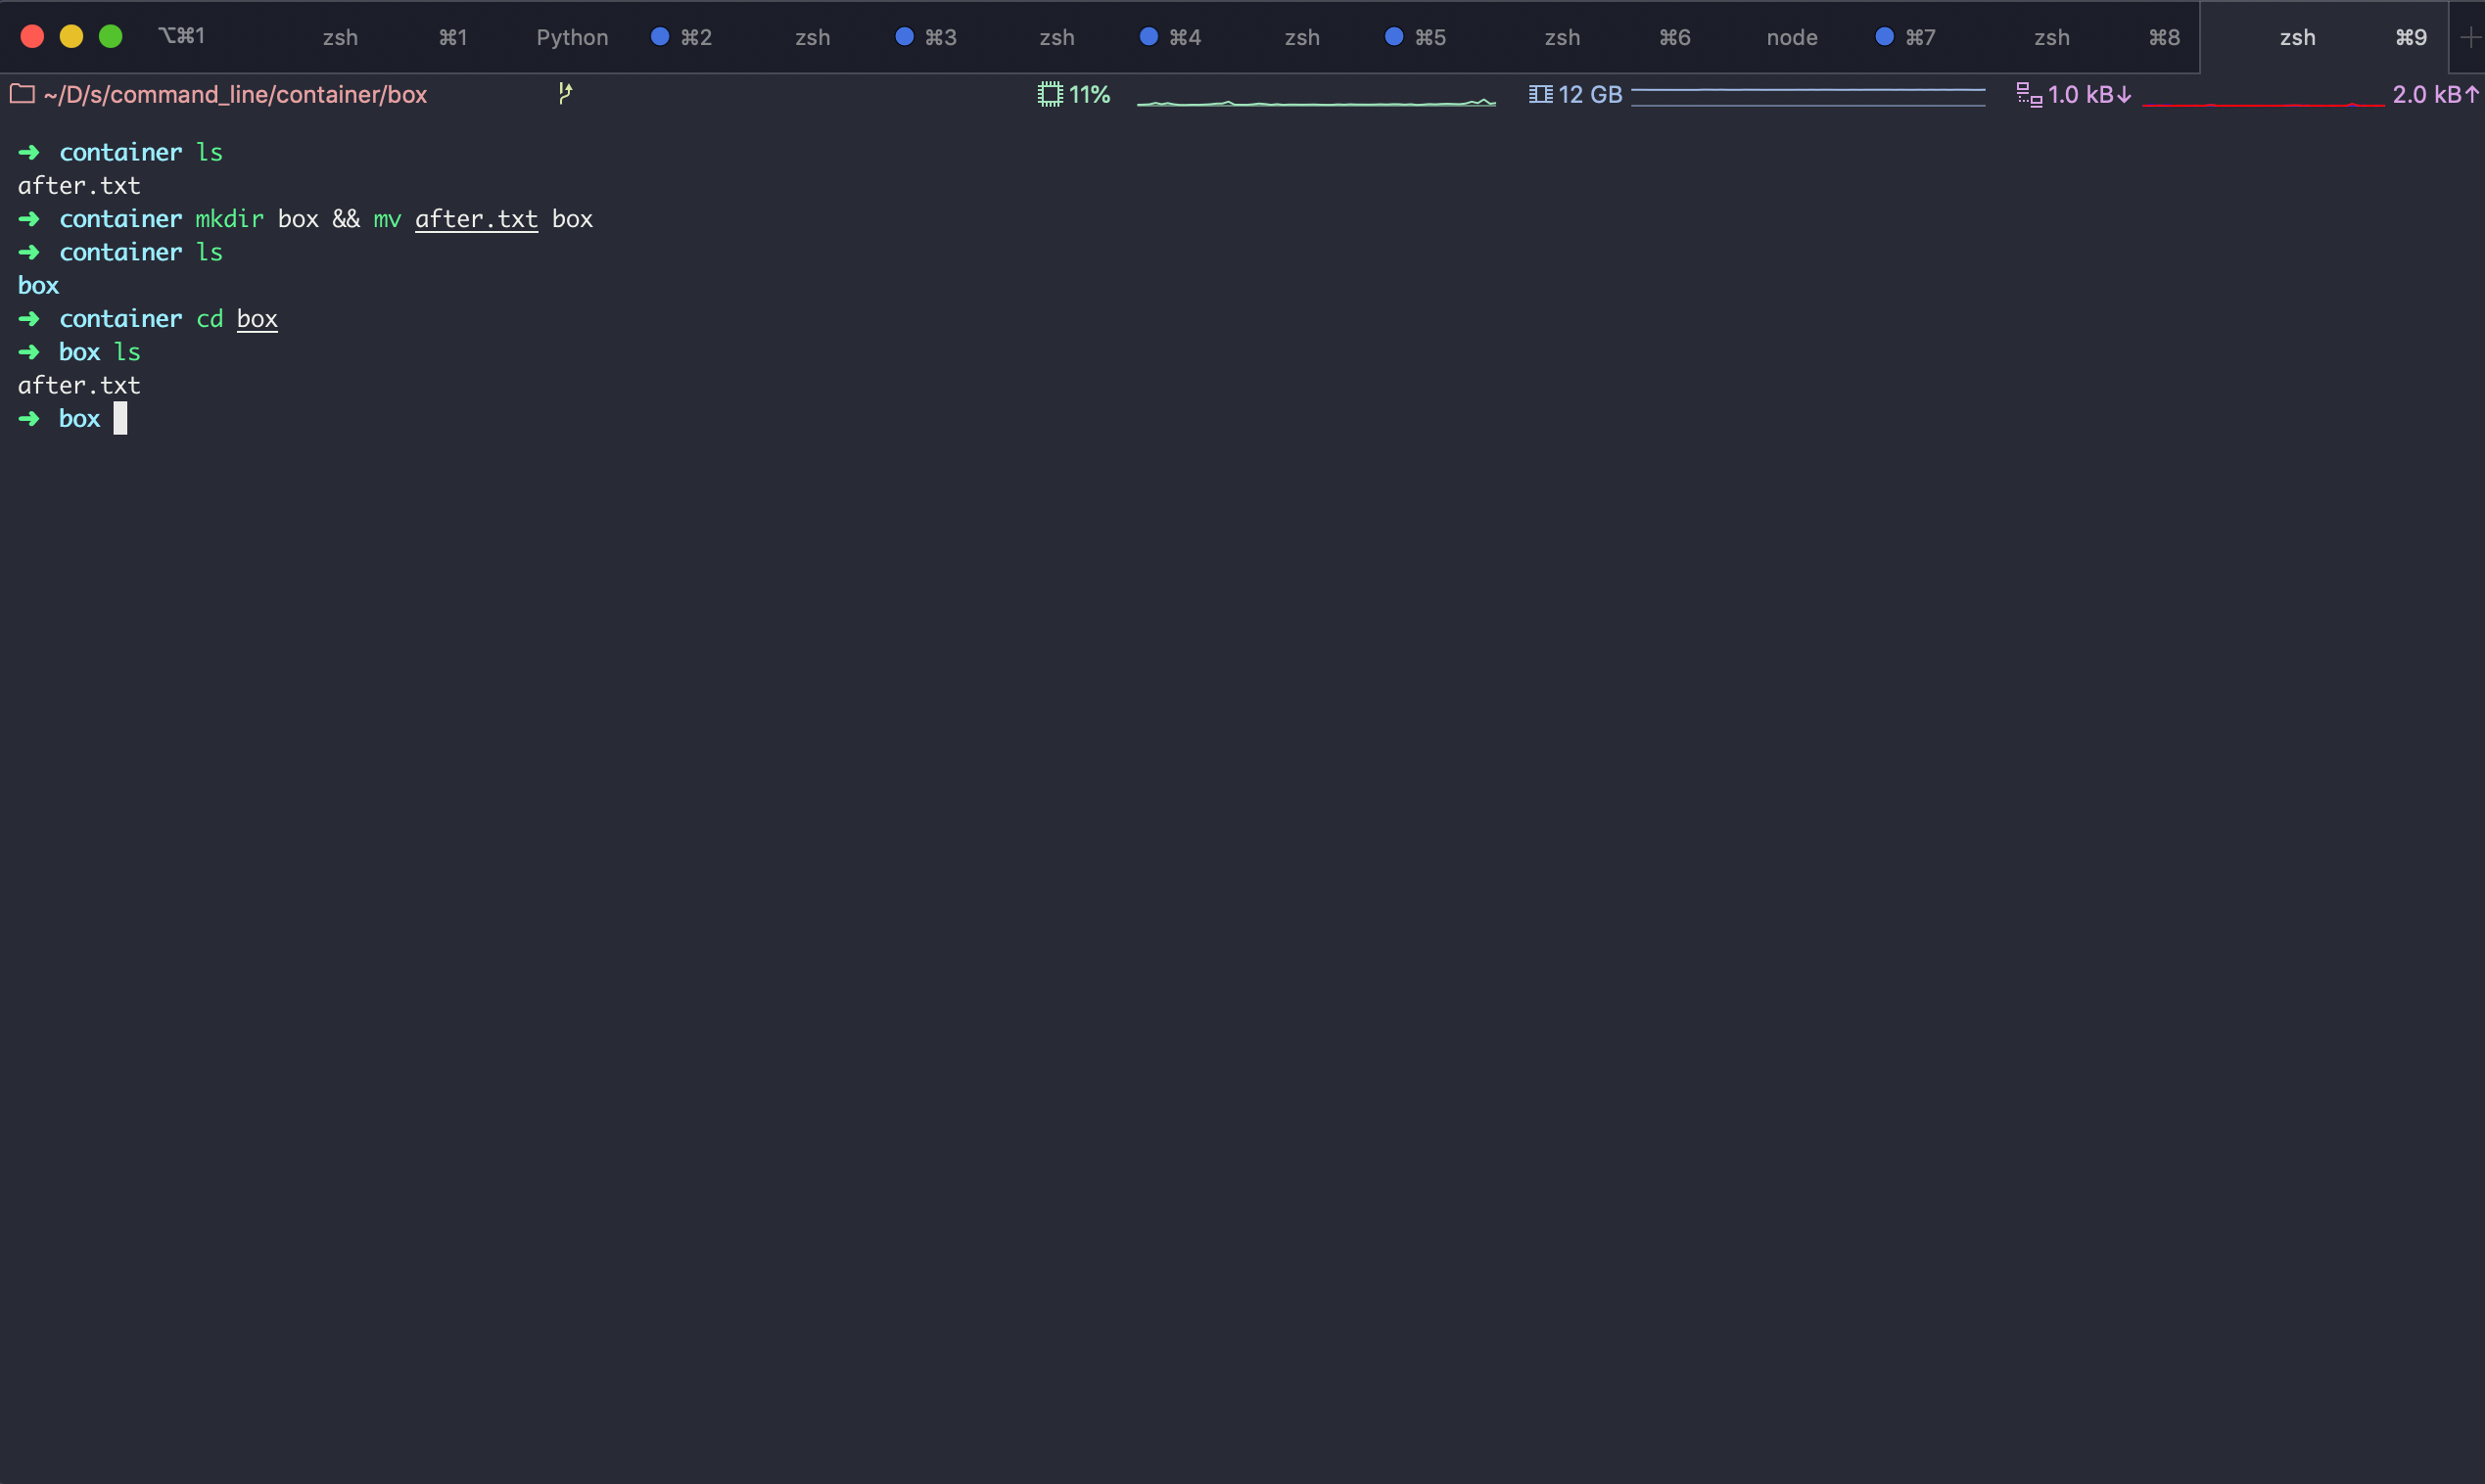 ⌥⌘1 zsh ⌘1 Python ⌘2 zsh ⌘3 zsh ⌘4 zsh ⌘5 zsh ⌘6 node ⌘7 zsh ⌘8 zsh ⌘9 +
~/D/s/command_line/container/box 11% 12 GB 1.0 kB↓ 2.0 kB↑
➜ container ls
after.txt
➜ container mkdir box && mv after.txt box
➜ container ls
box
➜ container cd box
➜ box ls
after.txt
➜ box